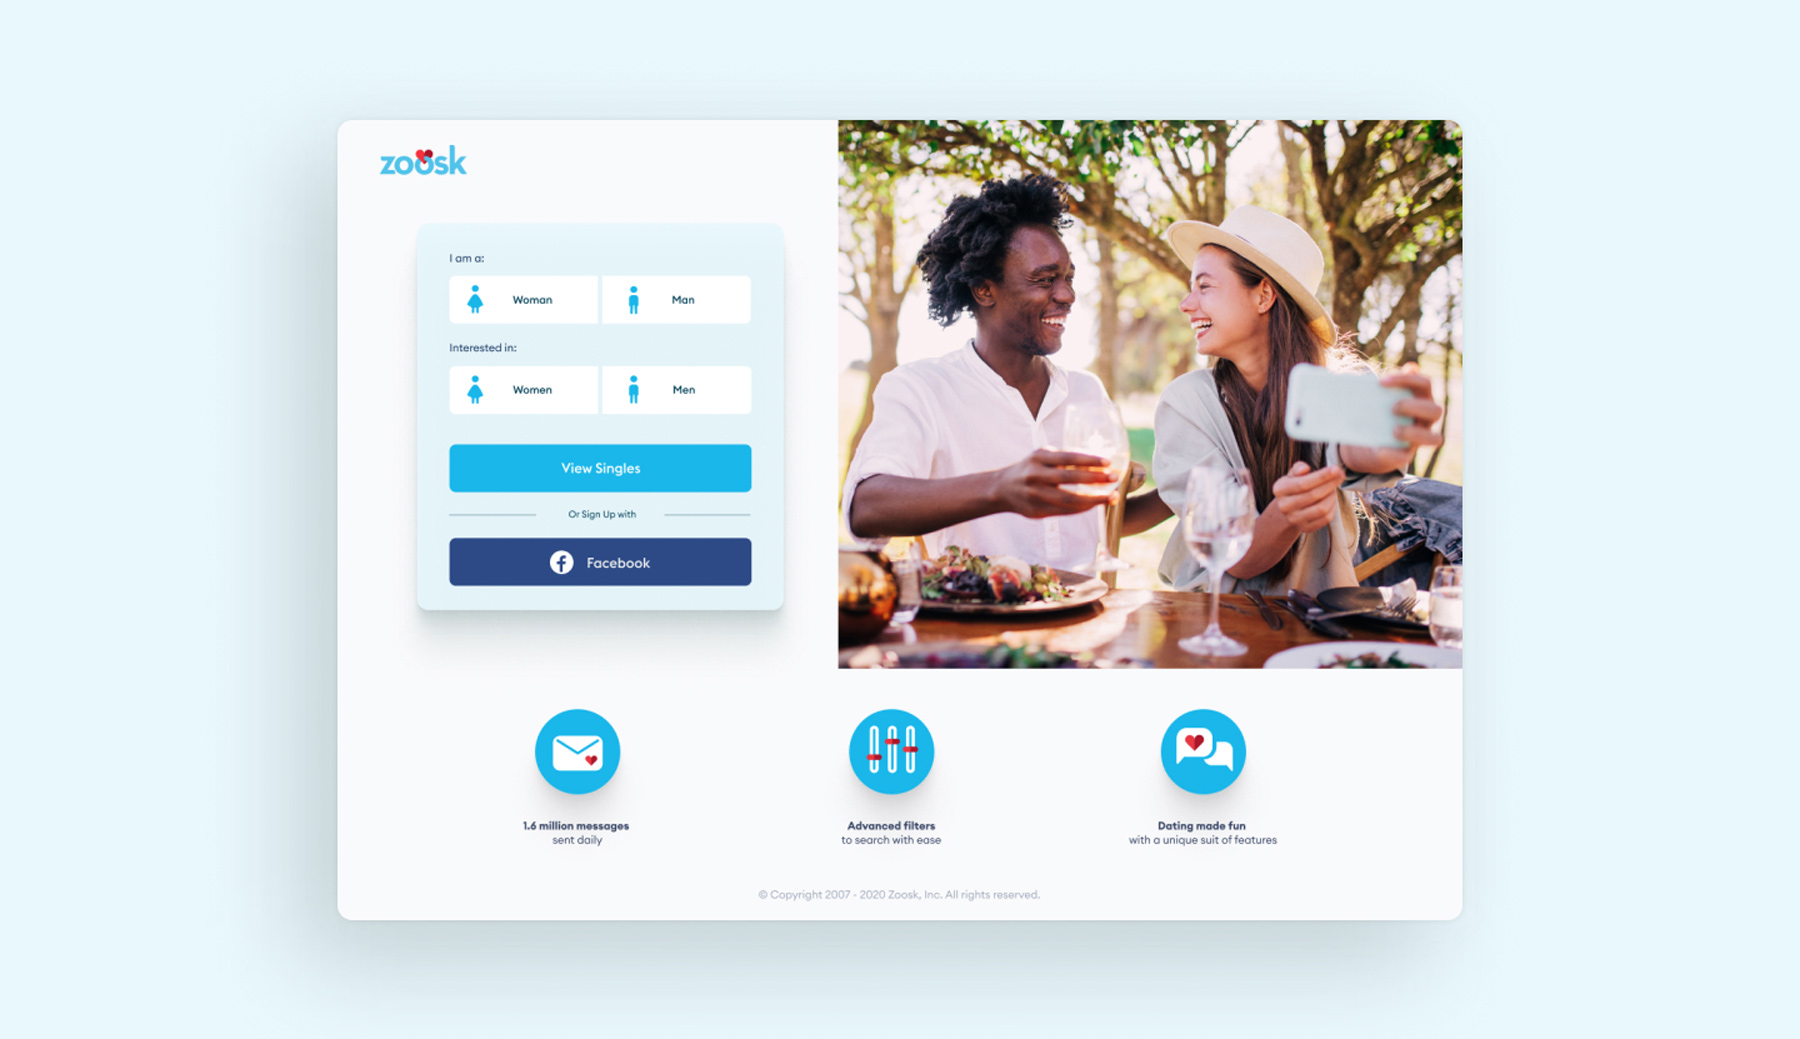 zoosk
I am a:
Woman
Man
Interested in:
Women
Men
View Singles
Or Sign Up with
Facebook
1.6 million messages
sent daily
Advanced filters
to search with ease
Dating made fun
with a unique suit of features
© Copyright 2007 - 2020 Zoosk, Inc. All rights reserved.